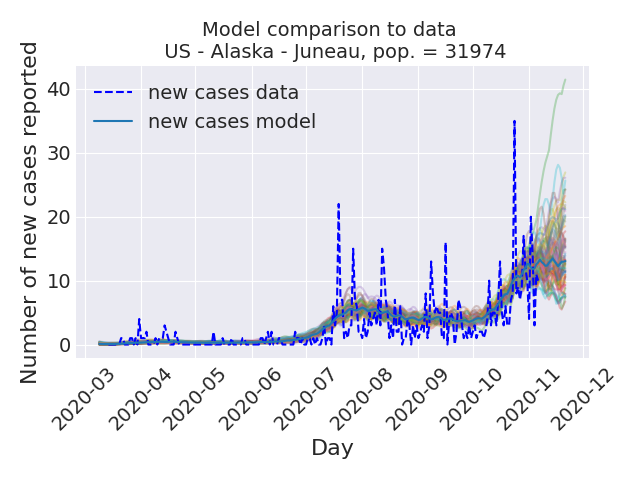 Model comparison to data
US - Alaska - Juneau, pop. = 31974
Number of new cases reported
40
30
20
10
0
new cases data
new cases model
2020-03
2020-04
2020-05
2020-06
2020-07
2020-08
2020-09
2020-10
2020-11
2020-12
Day